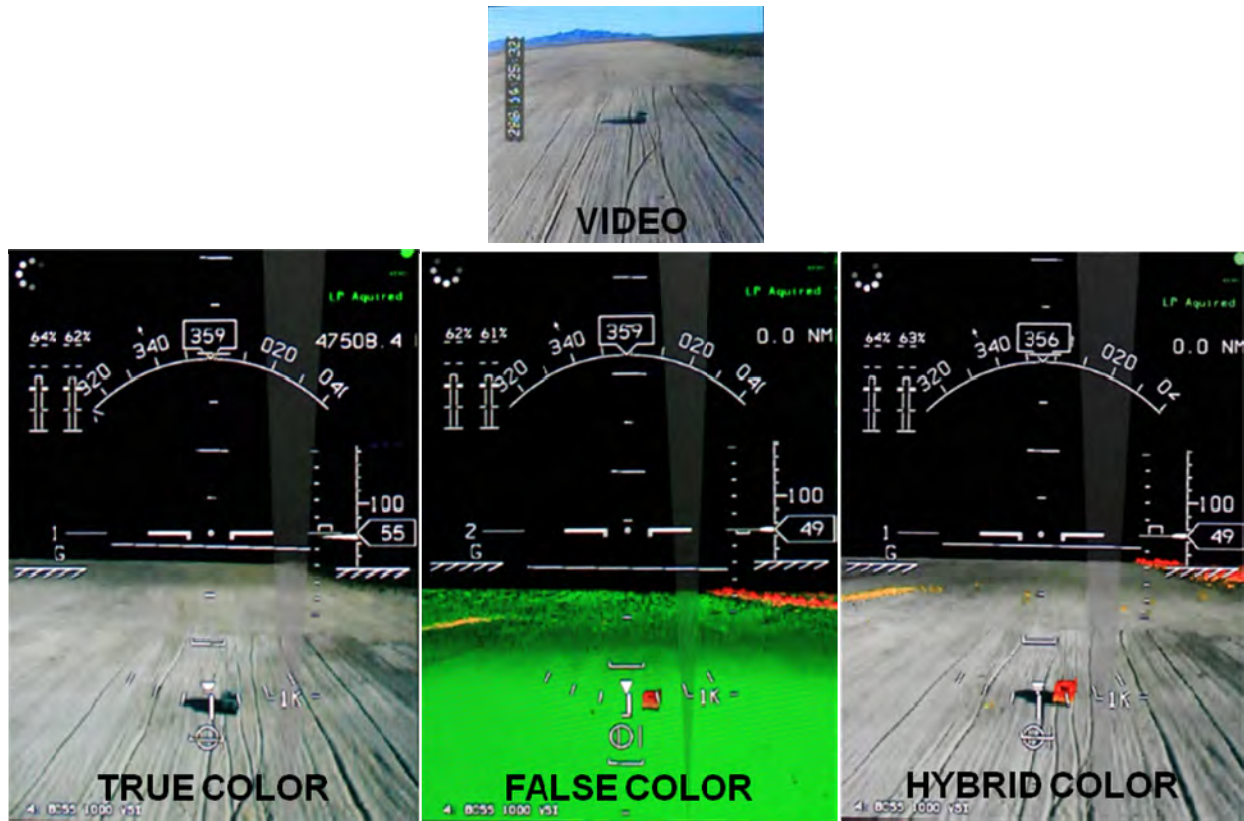 VIDEO
LP Aquired
64% 62%
359
47508.4
320 340 020
100
1
55
G
1K
TRUE COLOR
LP Aquired
62% 61%
359
0.0 NM
320 340 020
100
2
49
G
1K
FALSE COLOR
LP Aquired
64% 63%
356
0.0 NM
320 340 020 02
100
1
49
G
1K
HYBRID COLOR